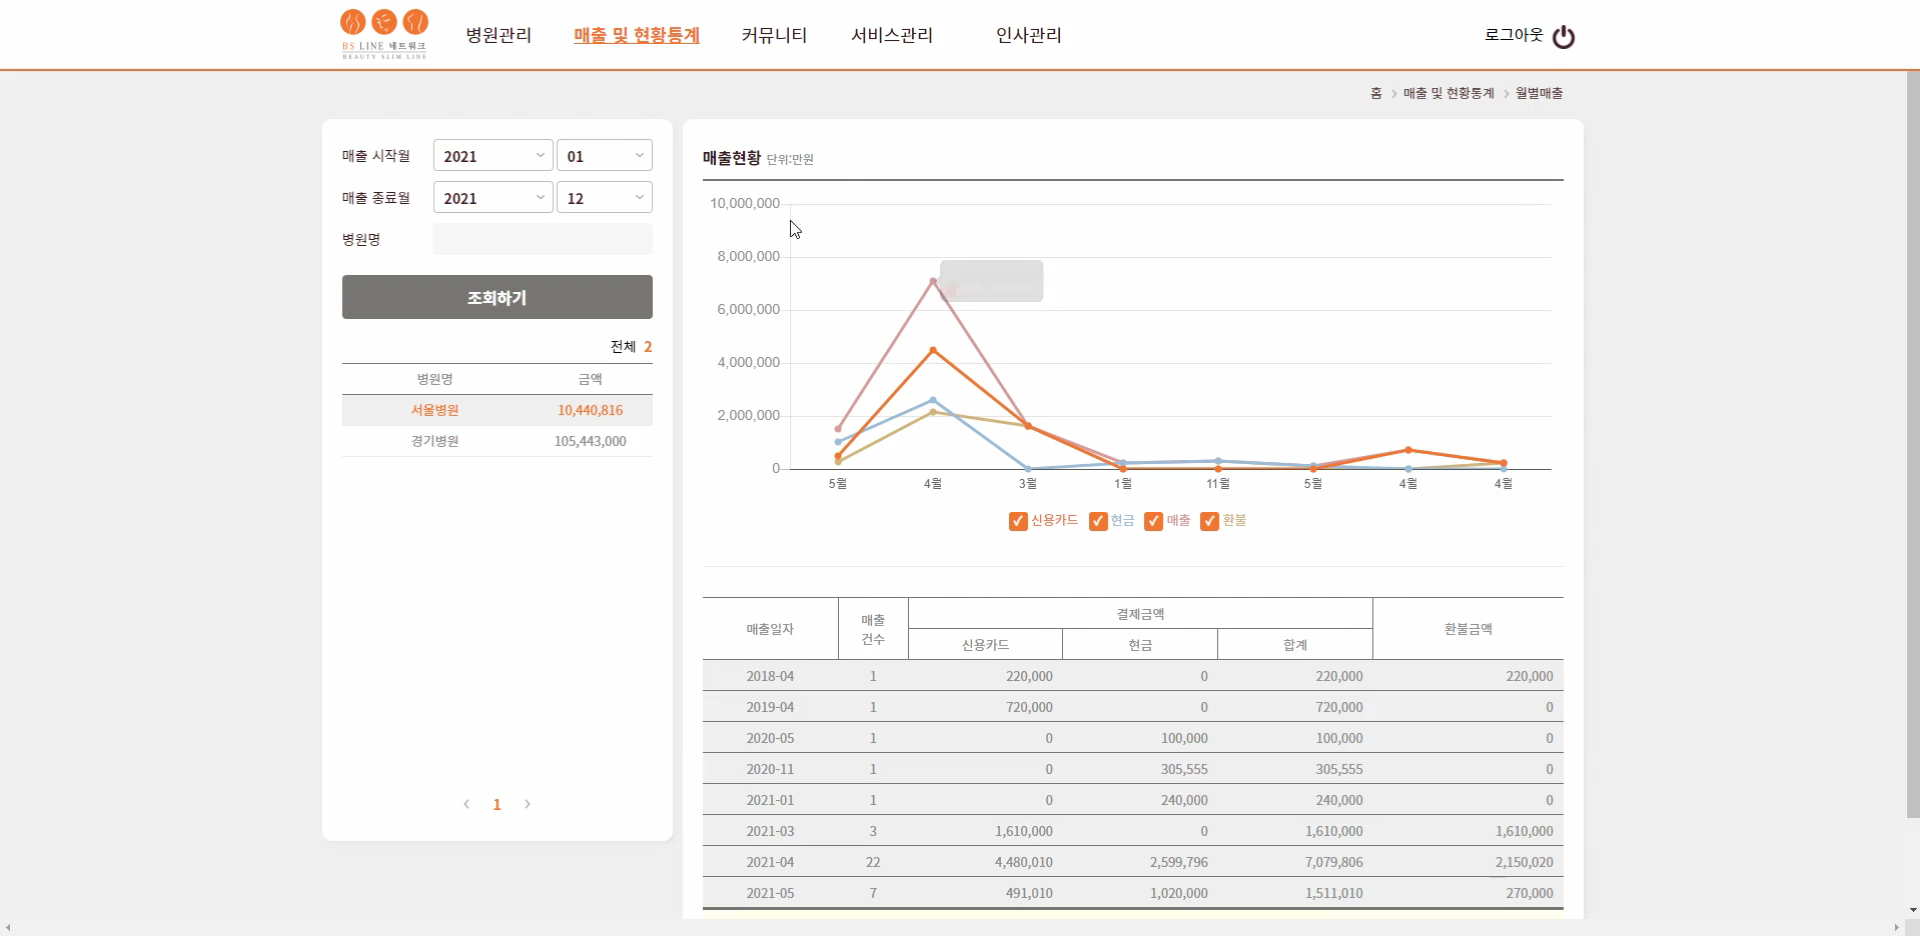 BS LINE 네트워크
BEAUTY SLIM LINE
병원관리 매출 및 현황통계 커뮤니티 서비스관리 인사관리 로그아웃
홈 > 매출 및 현황통계 > 월별매출
매출 시작월 2021 01
매출 종료월 2021 12
병원명
조회하기
전체 2
병원명 금액
서울병원 10,440,816
경기병원 105,443,000
1
매출현황 단위:만원
10,000,000
8,000,000
6,000,000
4,000,000
2,000,000
0
5월 4월 3월 1월 11월 5월 4월 4월
신용카드 현금 매출 환불
매출일자 매출 건수 결제금액 환불금액
신용카드 현금 합계
2018-04 1 220,000 0 220,000 220,000
2019-04 1 720,000 0 720,000 0
2020-05 1 0 100,000 100,000 0
2020-11 1 0 305,555 305,555 0
2021-01 1 0 240,000 240,000 0
2021-03 3 1,610,000 0 1,610,000 1,610,000
2021-04 22 4,480,010 2,599,796 7,079,806 2,150,020
2021-05 7 491,010 1,020,000 1,511,010 270,000